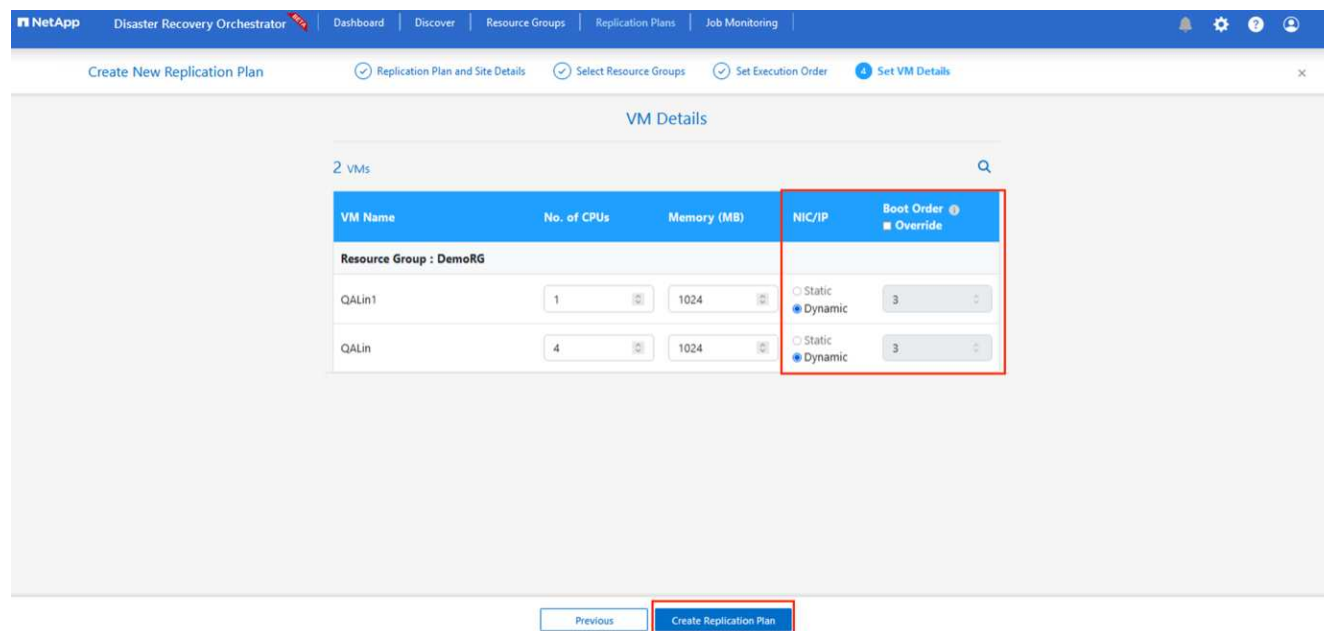 NetApp Disaster Recovery Orchestrator BETA Dashboard Discover Resource Groups Replication Plans Job Monitoring
Create New Replication Plan Replication Plan and Site Details Select Resource Groups Set Execution Order 4 Set VM Details
VM Details
2 VMs
VM Name No. of CPUs Memory (MB) NIC/IP Boot Order
Override
Resource Group : DemoRG
QALin1 1 1024 Static
Dynamic 3
QALin 4 1024 Static
Dynamic 3
Previous Create Replication Plan